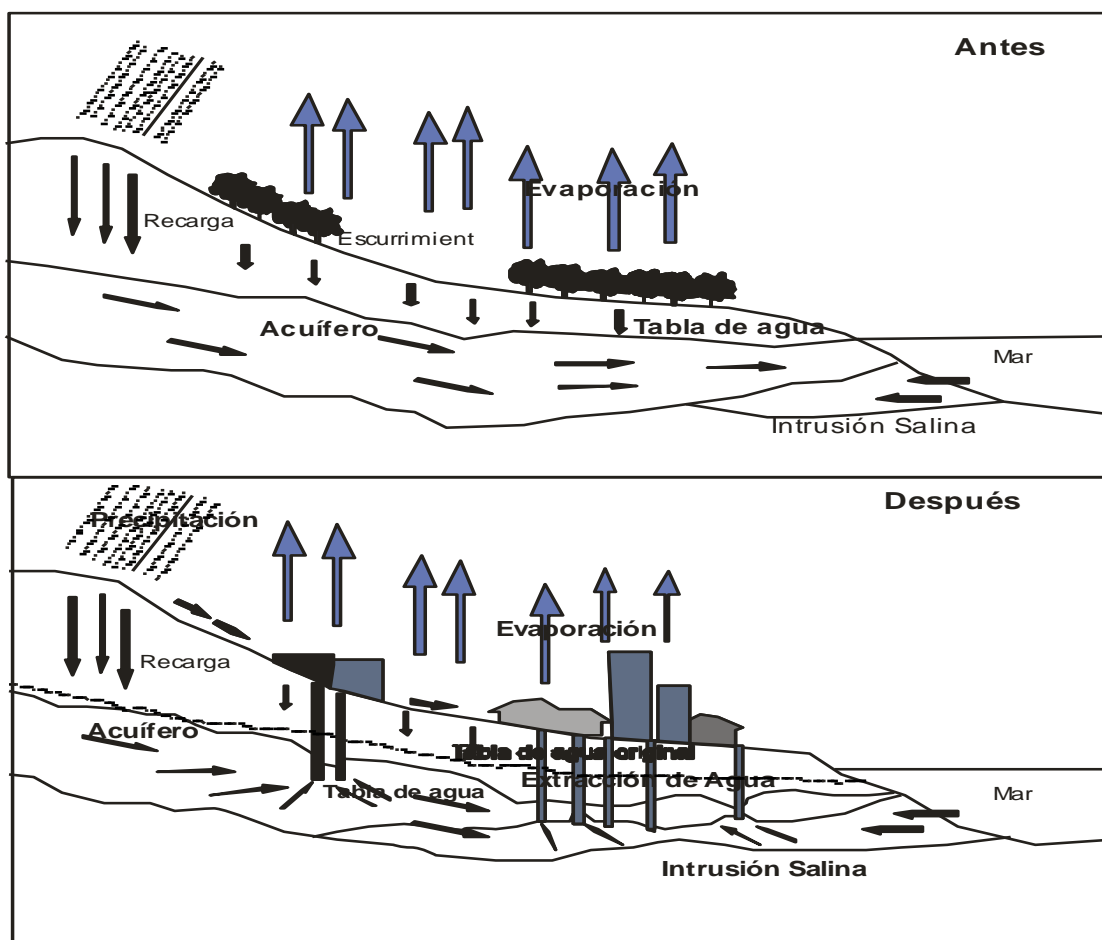 Antes
Evaporación
Recarga
Escurrimient
Acuífero
Tabla de agua
Mar
Intrusión Salina
Después
Precipitación
Evaporación
Recarga
Acuífero
Tabla de agua original
Extracción de Agua
Tabla de agua
Mar
Intrusión Salina